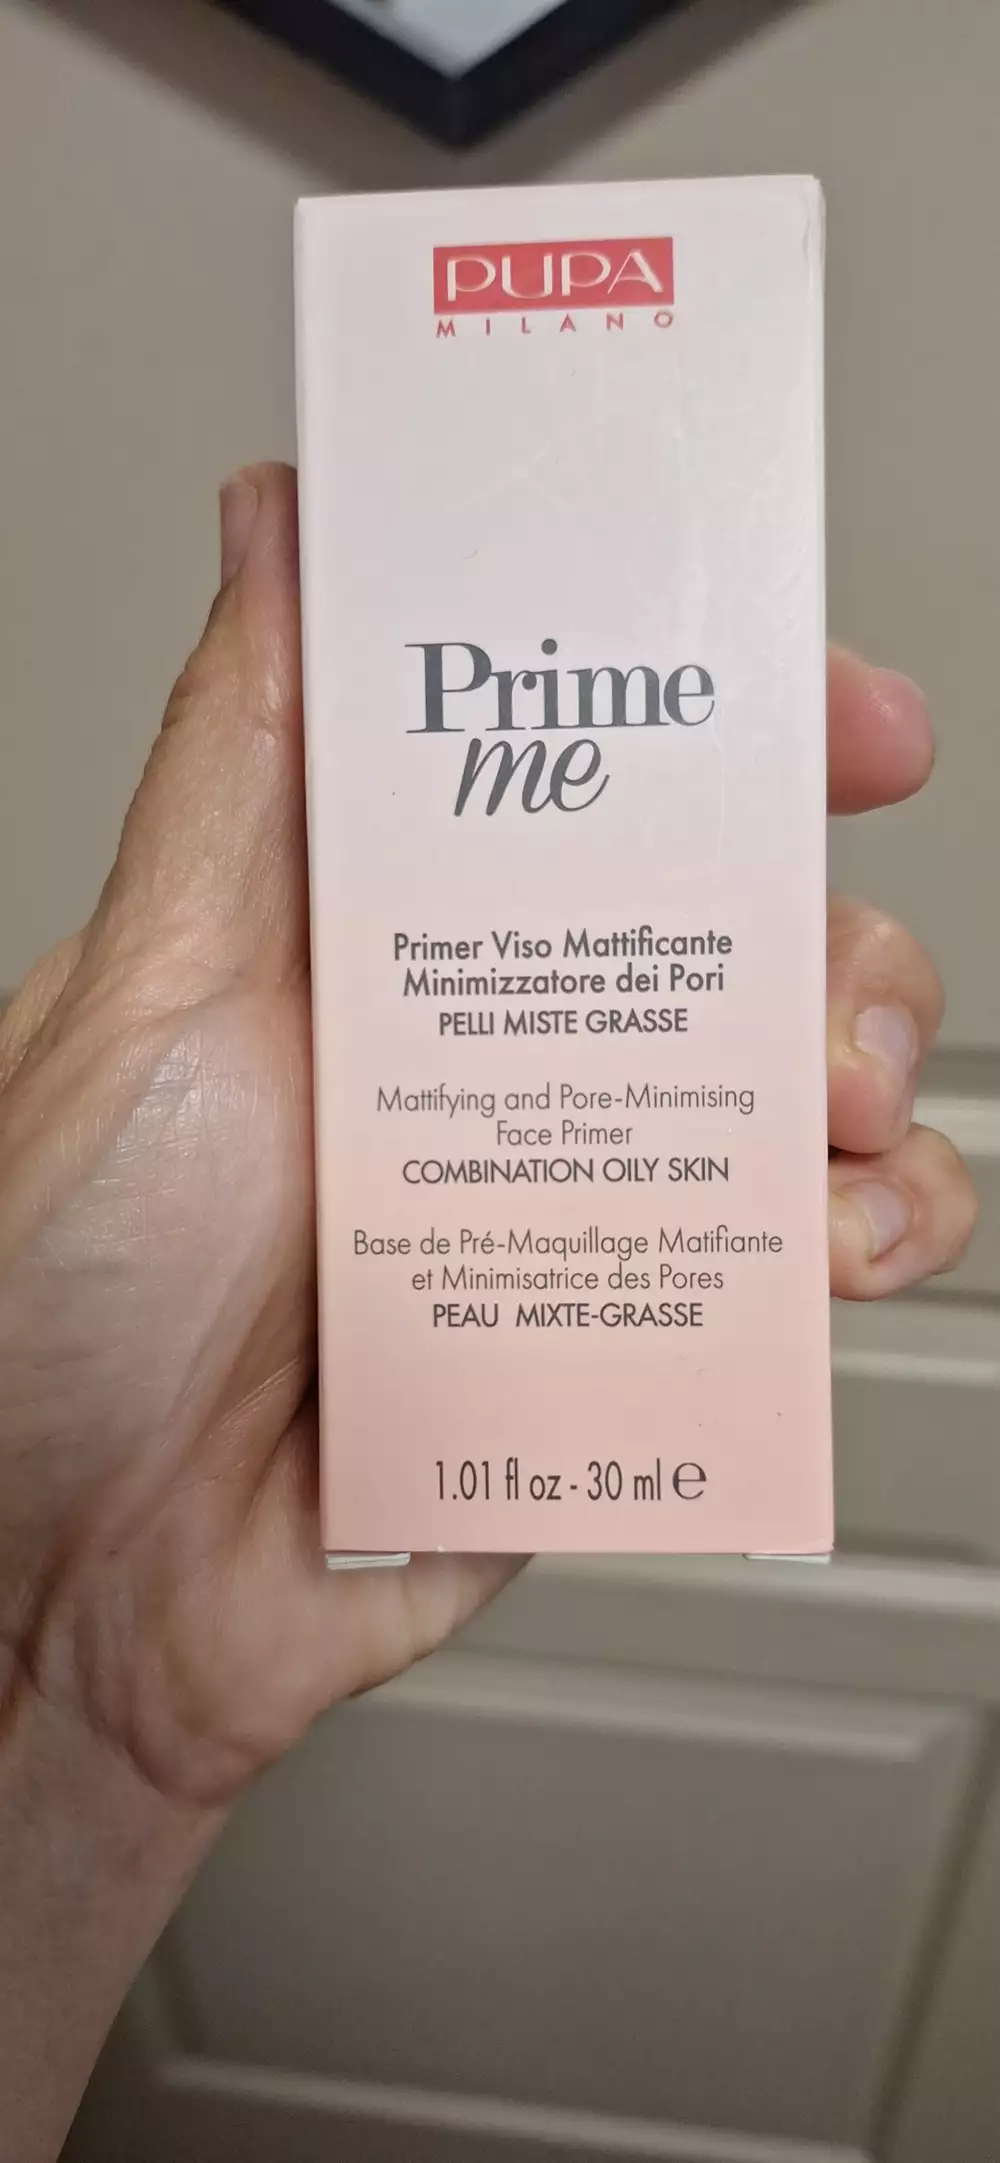 PUPA
MILANO
Prime
me
Primer Viso Mattificante
Minimizzatore dei Pori
PELLI MISTE GRASSE
Mattifying and Pore-Minimising
Face Primer
COMBINATION OILY SKIN
Base de Pré-Maquillage Matifiante
et Minimisatrice des Pores
PEAU MIXTE-GRASSE
1.01 fl oz - 30 ml ℮